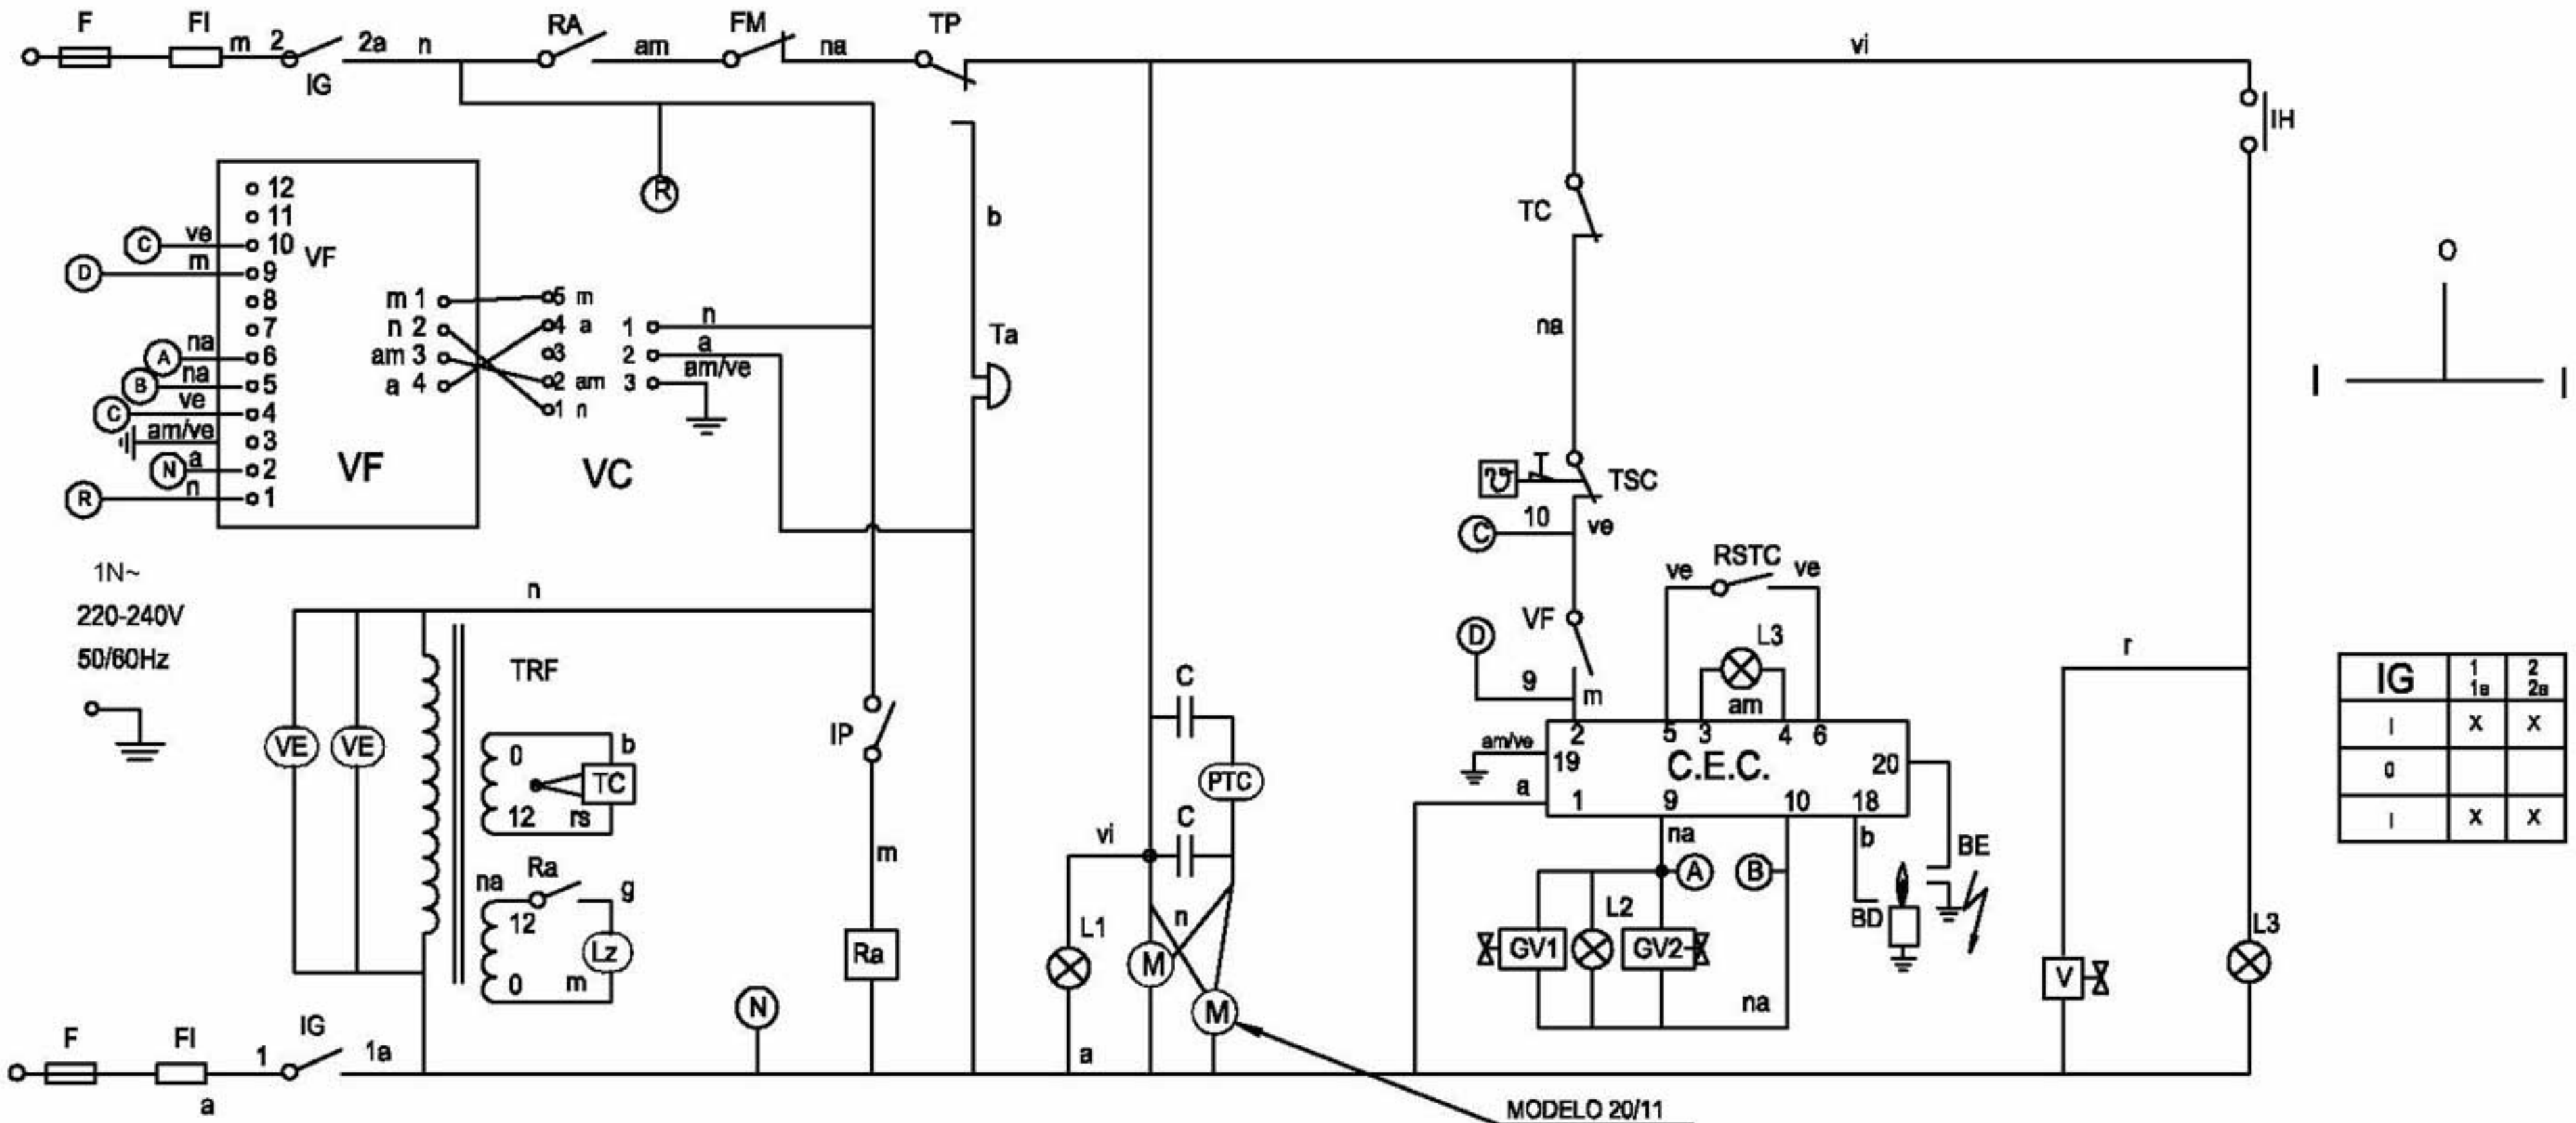 F FI m 2 IG 2a n RA am FM na TP vi
IH
R
12
11
C ve 10 VF
D m 9
8
7
A na 6
B na 5
C ve 4
am/ve 3
N a 2
R n 1
VF
m 1
n 2
am 3
a 4
5 m
4 a
3
2 am
1 n
VC
1 n
2 a
3 am/ve
b
Ta
1N~
220-240V
50/60Hz
n
VE VE
TRF
0 b
TC
12 rs
na Ra g
12
Lz
0 m
IP
m
Ra
N
F FI 1 IG 1a
a
C
PTC
C
vi
L1
n
M
M
a
MODELO 20/11
TC
na
T
TSC
C 10 ve
VF
D
9 m
ve RSTC ve
L3
am
2 5 3 4 6
am/ve 19 C.E.C. 20
a 1 9 10 18
na b
A B
BE
BD
GV1 L2 GV2
na
r
V
L3
O
I I
IG 1 1a 2 2a
I X X
0
I X X